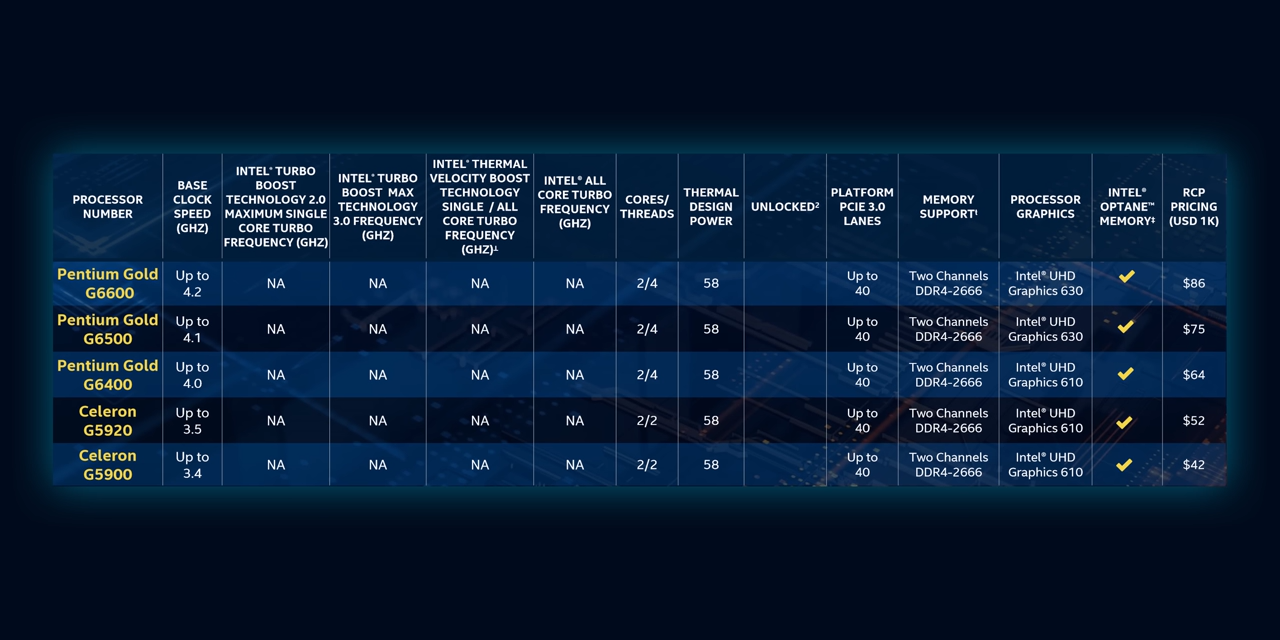 PROCESSOR
NUMBER
BASE
CLOCK
SPEED
(GHZ)
INTEL® TURBO
BOOST
TECHNOLOGY 2.0
MAXIMUM SINGLE
CORE TURBO
FREQUENCY (GHZ)
INTEL® TURBO
BOOST MAX
TECHNOLOGY
3.0 FREQUENCY
(GHZ)
INTEL® THERMAL
VELOCITY BOOST
TECHNOLOGY
SINGLE / ALL
CORE TURBO
FREQUENCY
(GHZ)⊥
INTEL® ALL
CORE TURBO
FREQUENCY
(GHZ)
CORES/
THREADS
THERMAL
DESIGN
POWER
UNLOCKED²
PLATFORM
PCIE 3.0
LANES
MEMORY
SUPPORTꞋ
PROCESSOR
GRAPHICS
INTEL®
OPTANE™
MEMORY‡
RCP
PRICING
(USD 1K)
Pentium Gold
G6600
Up to
4.2
NA
NA
NA
NA
2/4
58
Up to
40
Two Channels
DDR4-2666
Intel® UHD
Graphics 630
$86
Pentium Gold
G6500
Up to
4.1
NA
NA
NA
NA
2/4
58
Up to
40
Two Channels
DDR4-2666
Intel® UHD
Graphics 630
$75
Pentium Gold
G6400
Up to
4.0
NA
NA
NA
NA
2/4
58
Up to
40
Two Channels
DDR4-2666
Intel® UHD
Graphics 610
$64
Celeron
G5920
Up to
3.5
NA
NA
NA
NA
2/2
58
Up to
40
Two Channels
DDR4-2666
Intel® UHD
Graphics 610
$52
Celeron
G5900
Up to
3.4
NA
NA
NA
NA
2/2
58
Up to
40
Two Channels
DDR4-2666
Intel® UHD
Graphics 610
$42